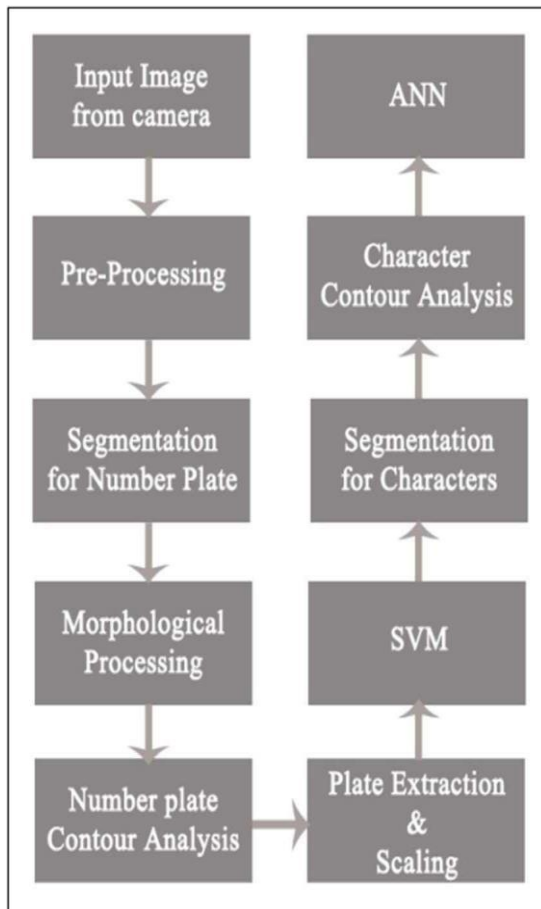 Input Image
from camera
Pre-Processing
Segmentation
for Number Plate
Morphological
Processing
Number plate
Contour Analysis
Plate Extraction
&
Scaling
SVM
Segmentation
for Characters
Character
Contour Analysis
ANN